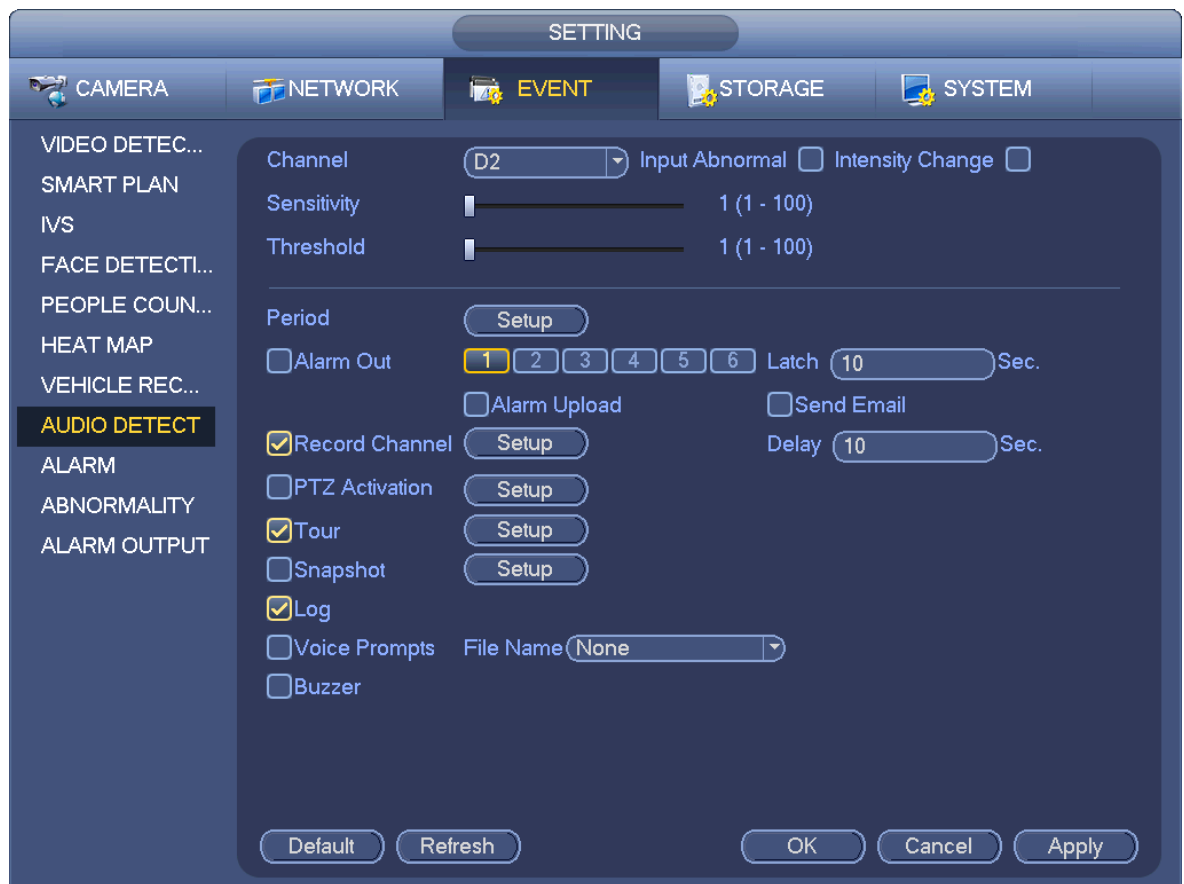 SETTING
CAMERA NETWORK EVENT STORAGE SYSTEM
VIDEO DETEC...
SMART PLAN
IVS
FACE DETECTI...
PEOPLE COUN...
HEAT MAP
VEHICLE REC...
AUDIO DETECT
ALARM
ABNORMALITY
ALARM OUTPUT
Channel D2 Input Abnormal Intensity Change
Sensitivity 1 (1 - 100)
Threshold 1 (1 - 100)
Period Setup
Alarm Out 1 2 3 4 5 6 Latch 10 Sec.
Alarm Upload Send Email
Record Channel Setup Delay 10 Sec.
PTZ Activation Setup
Tour Setup
Snapshot Setup
Log
Voice Prompts File Name None
Buzzer
Default Refresh OK Cancel Apply